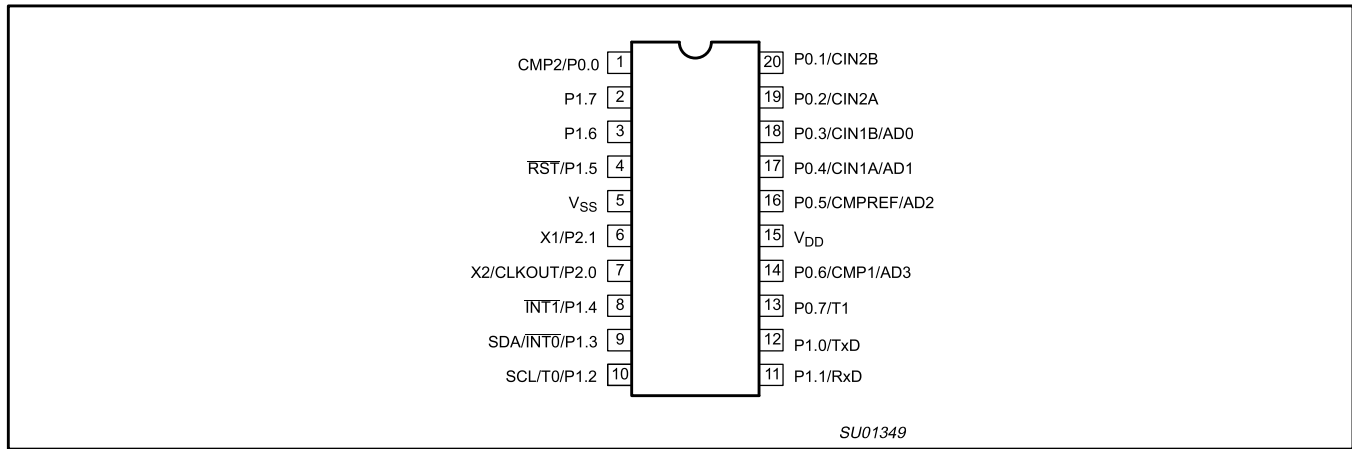 CMP2/P0.0 1 20 P0.1/CIN2B
P1.7 2 19 P0.2/CIN2A
P1.6 3 18 P0.3/CIN1B/AD0
R̅S̅T̅/P1.5 4 17 P0.4/CIN1A/AD1
VSS 5 16 P0.5/CMPREF/AD2
X1/P2.1 6 15 VDD
X2/CLKOUT/P2.0 7 14 P0.6/CMP1/AD3
I̅N̅T̅1̅/P1.4 8 13 P0.7/T1
SDA/I̅N̅T̅0̅/P1.3 9 12 P1.0/TxD
SCL/T0/P1.2 10 11 P1.1/RxD
SU01349